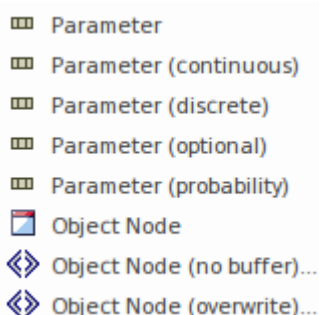 Parameter
Parameter (continuous)
Parameter (discrete)
Parameter (optional)
Parameter (probability)
Object Node
Object Node (no buffer)...
Object Node (overwrite)...